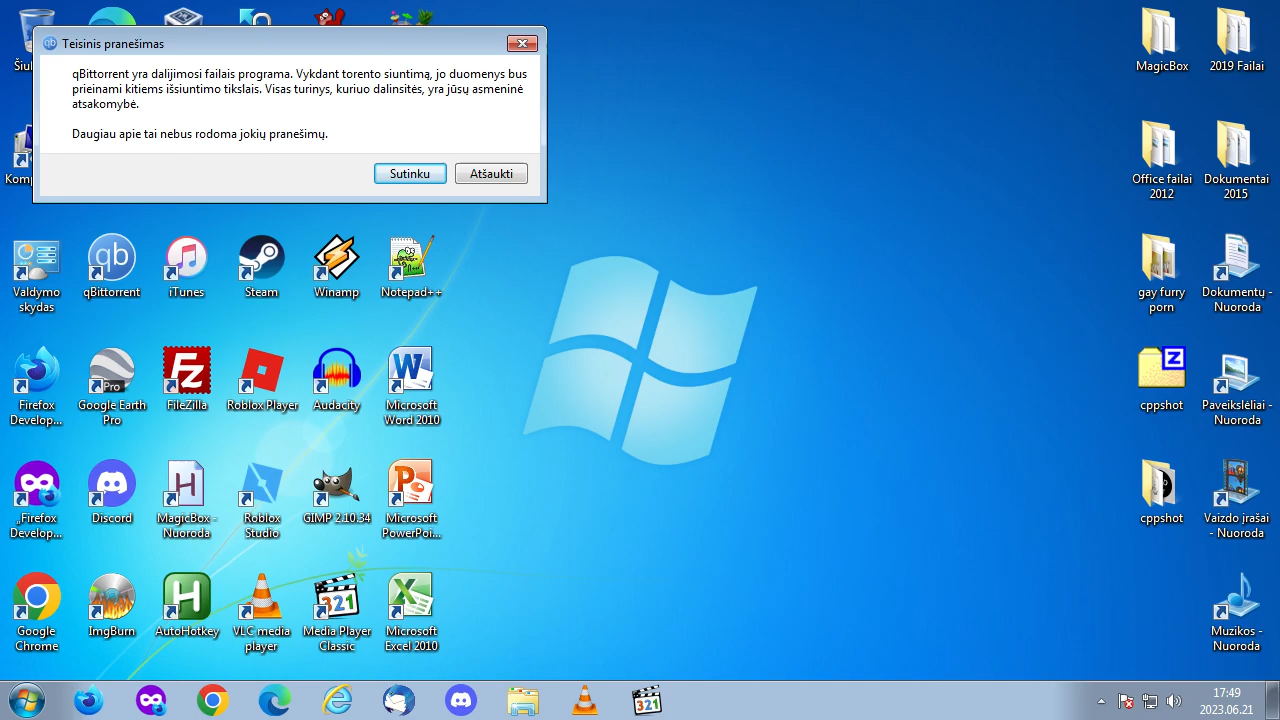 Teisinis pranešimas
qBittorrent yra dalijimosi failais programa. Vykdant torento siuntimą, jo duomenys bus
prieinami kitiems išsiuntimo tikslais. Visas turinys, kuriuo dalinsitės, yra jūsų asmeninė
atsakomybė.
Daugiau apie tai nebus rodoma jokių pranešimų.
Sutinku
Atšaukti
Valdymo
skydas
qBittorrent
iTunes
Steam
Winamp
Notepad++
Firefox
Develop...
Google Earth
Pro
FileZilla
Roblox Player
Audacity
Microsoft
Word 2010
„Firefox
Develop...
Discord
MagicBox -
Nuoroda
Roblox
Studio
GIMP 2.10.34
Microsoft
PowerPoi...
Google
Chrome
ImgBurn
AutoHotkey
VLC media
player
Media Player
Classic
Microsoft
Excel 2010
MagicBox
2019 Failai
Office failai
2012
Dokumentai
2015
gay furry
porn
Dokumentų -
Nuoroda
cppshot
Paveikslėliai -
Nuoroda
cppshot
Vaizdo įrašai
- Nuoroda
Muzikos -
Nuoroda
17:49
2023.06.21